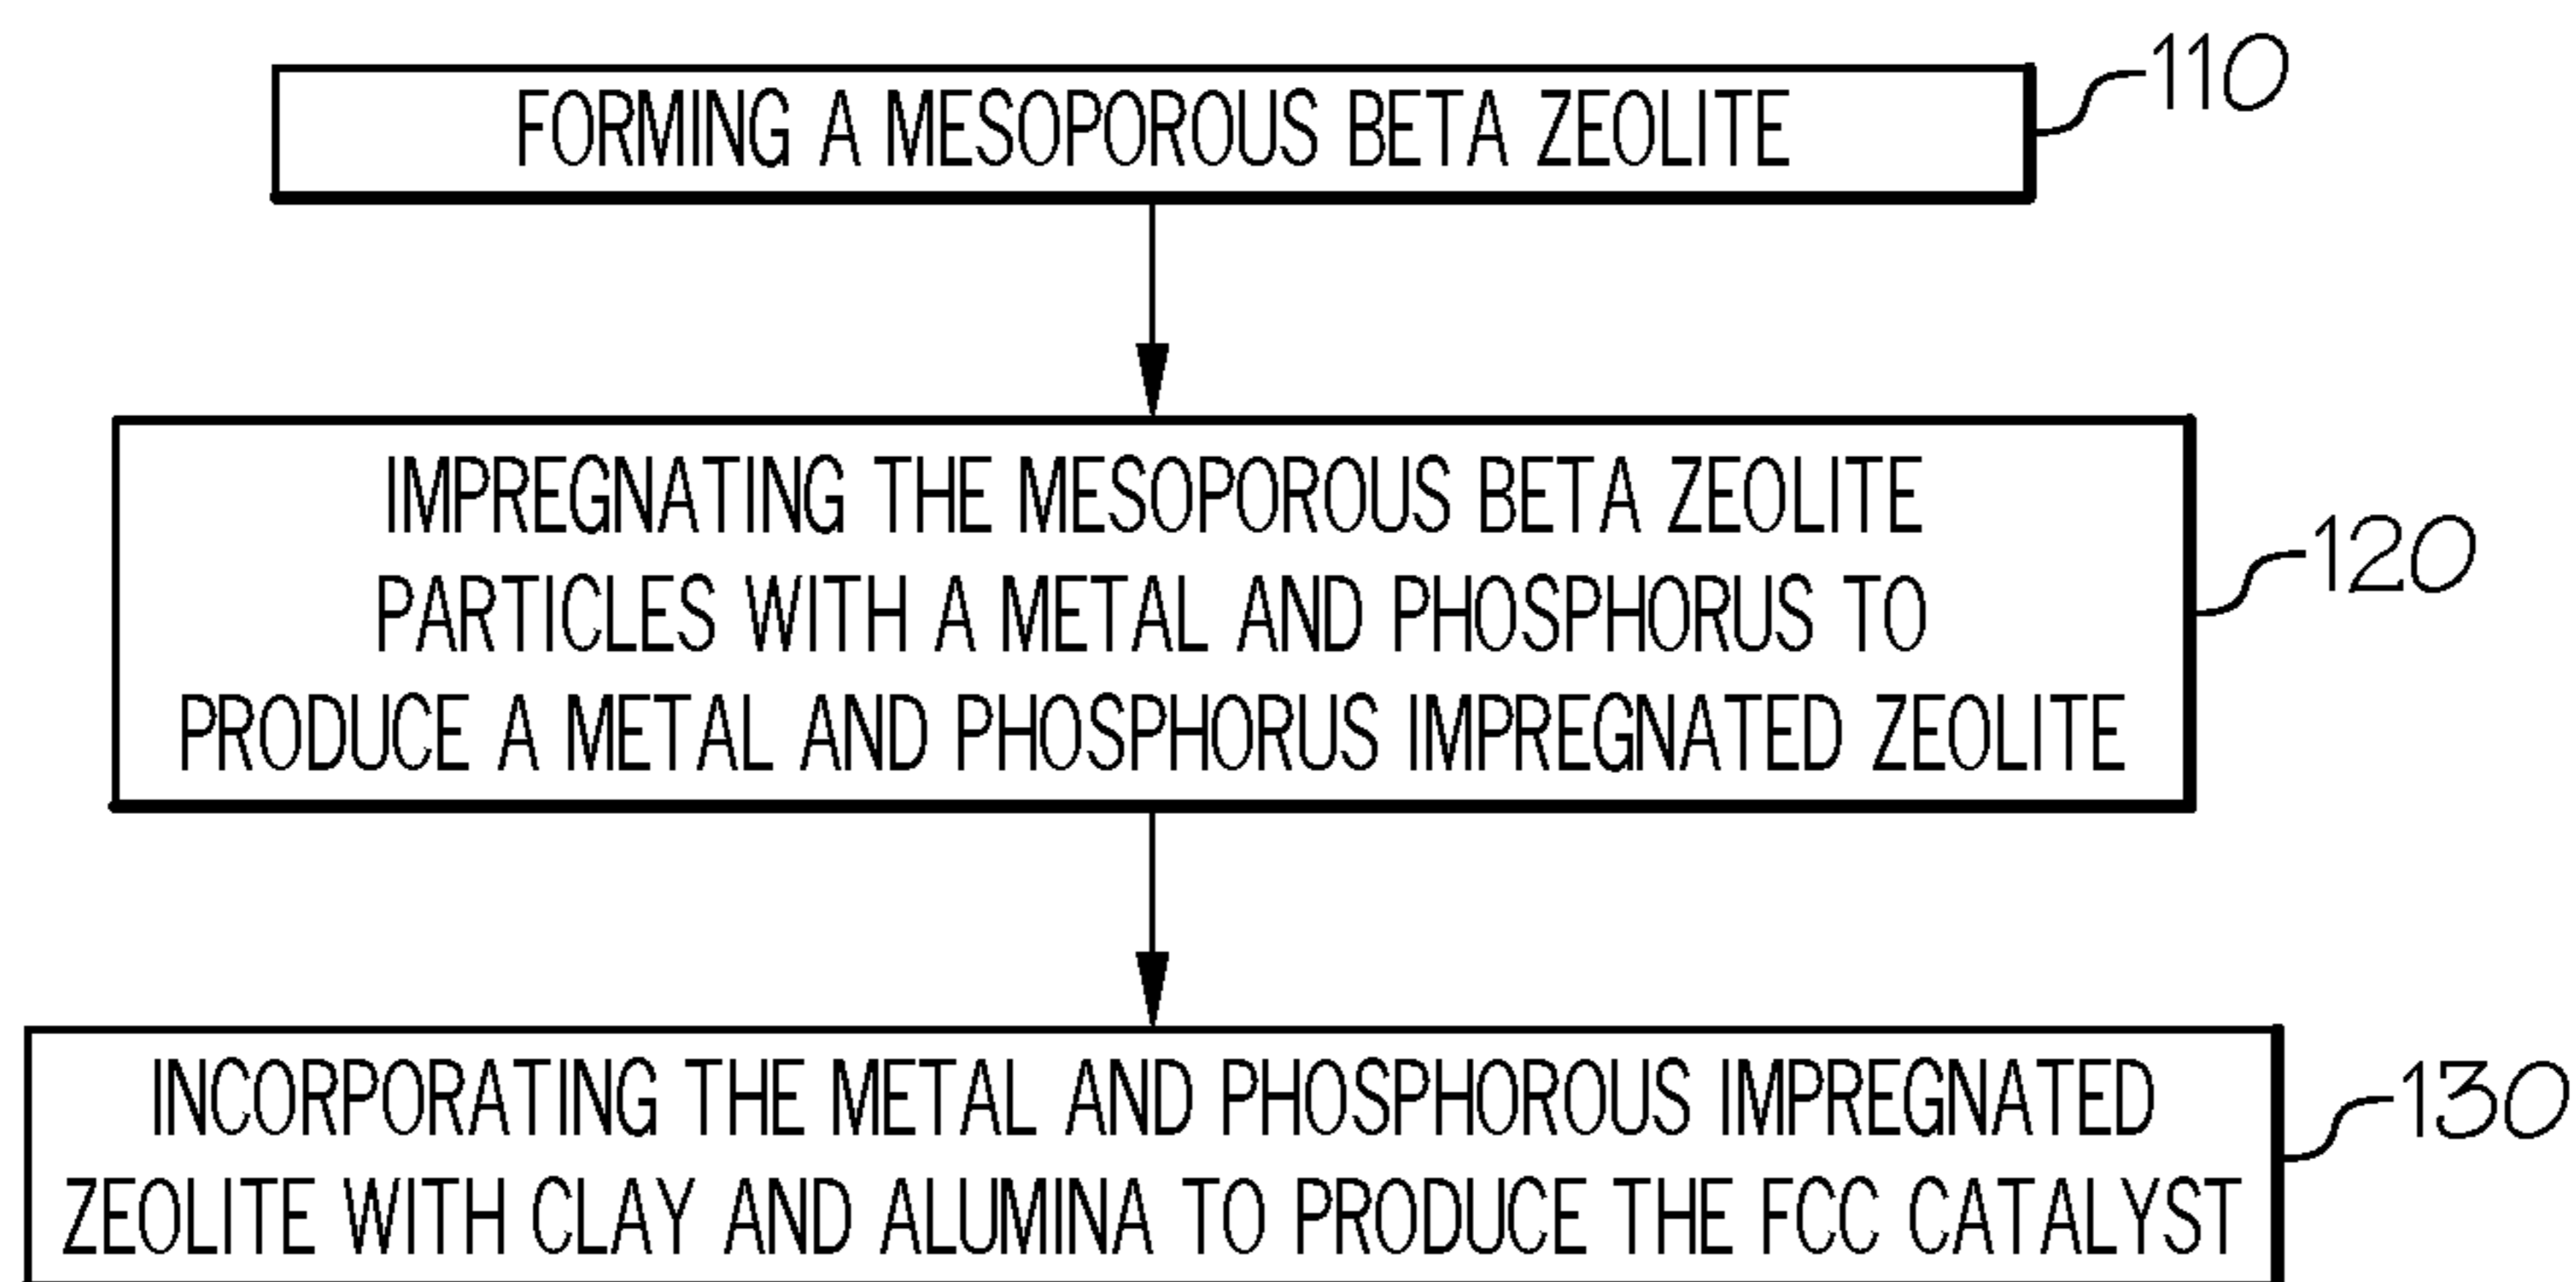 FORMING A MESOPOROUS BETA ZEOLITE
110
IMPREGNATING THE MESOPOROUS BETA ZEOLITE
PARTICLES WITH A METAL AND PHOSPHORUS TO
PRODUCE A METAL AND PHOSPHORUS IMPREGNATED ZEOLITE
120
INCORPORATING THE METAL AND PHOSPHOROUS IMPREGNATED
ZEOLITE WITH CLAY AND ALUMINA TO PRODUCE THE FCC CATALYST
130